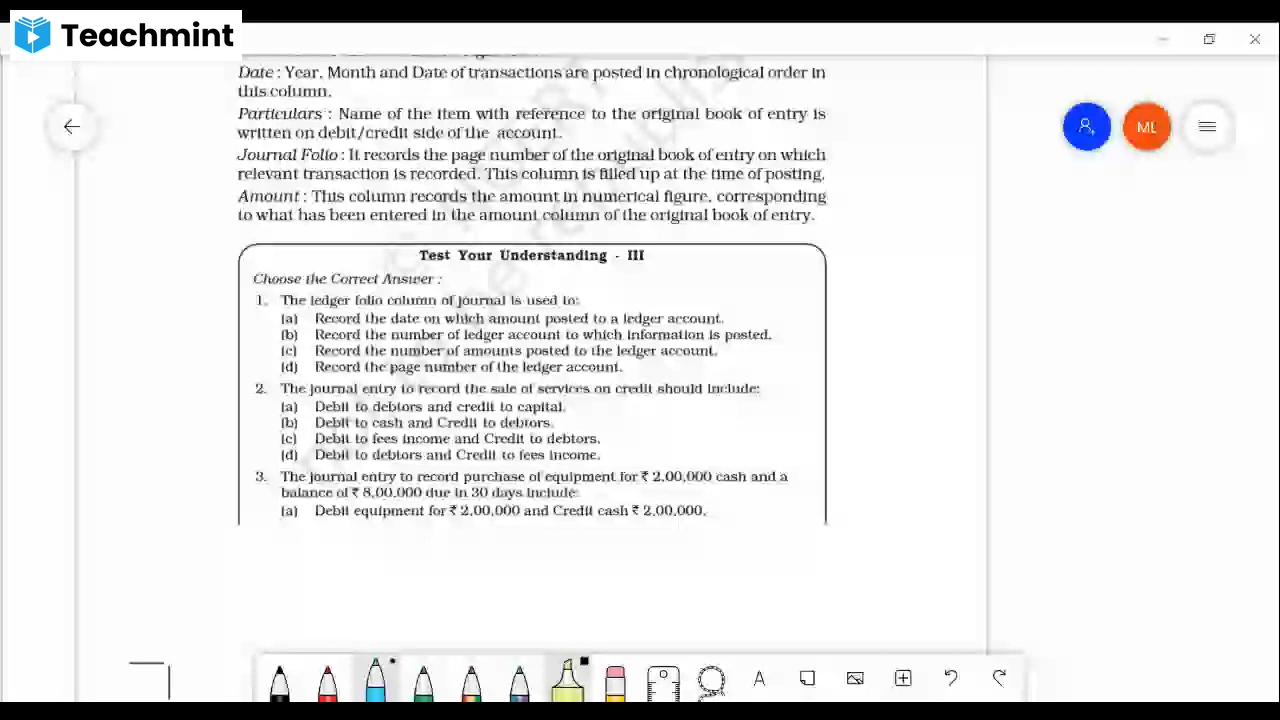 Teachmint
Date : Year, Month and Date of transactions are posted in chronological order in
this column.
Particulars : Name of the item with reference to the original book of entry is
written on debit/credit side of the account.
Journal Folio : It records the page number of the original book of entry on which
relevant transaction is recorded. This column is filled up at the time of posting.
Amount : This column records the amount in numerical figure, corresponding
to what has been entered in the amount column of the original book of entry.
ML
Test Your Understanding - III
Choose the Correct Answer :
1. The ledger folio column of journal is used to:
(a) Record the date on which amount posted to a ledger account.
(b) Record the number of ledger account to which information is posted.
(c) Record the number of amounts posted to the ledger account.
(d) Record the page number of the ledger account.
2. The journal entry to record the sale of services on credit should include:
(a) Debit to debtors and credit to capital.
(b) Debit to cash and Credit to debtors.
(c) Debit to fees income and Credit to debtors.
(d) Debit to debtors and Credit to fees income.
3. The journal entry to record purchase of equipment for ₹ 2,00,000 cash and a
balance of ₹ 8,00,000 due in 30 days include:
(a) Debit equipment for ₹ 2,00,000 and Credit cash ₹ 2,00,000.